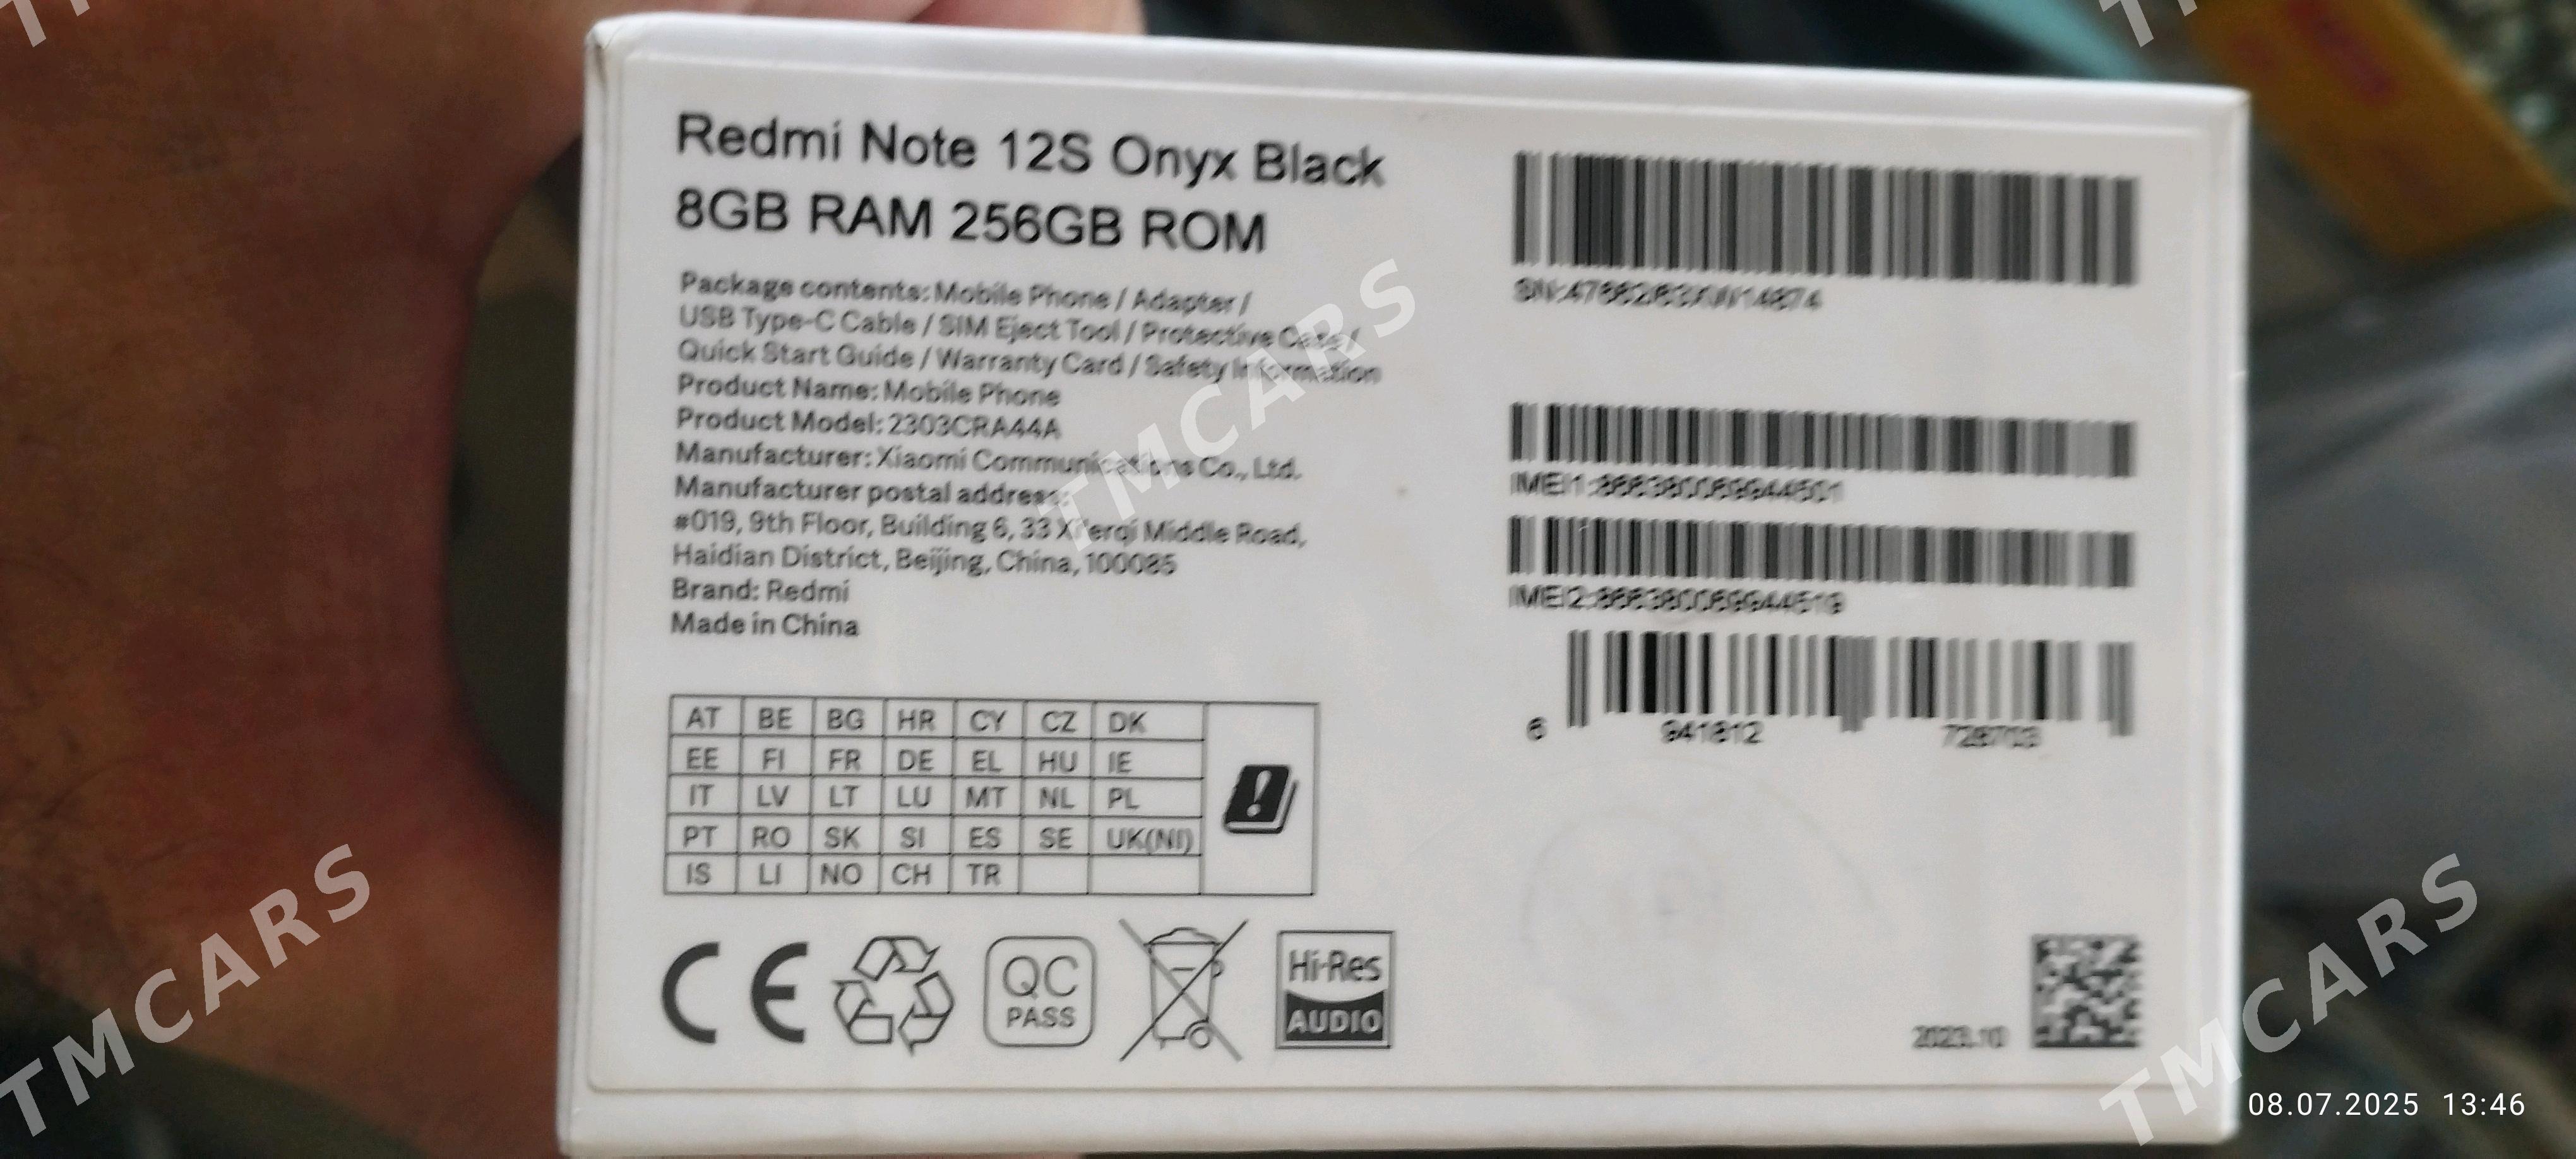 Redmi Note 12S Onyx Black
8GB RAM 256GB ROM
Package contents: Mobile Phone / Adapter /
USB Type-C Cable / SIM Eject Tool / Protective Case /
Quick Start Guide / Warranty Card / Safety Information
Product Name: Mobile Phone
Product Model: 2303CRA44A
Manufacturer: Xiaomi Communications Co., Ltd.
Manufacturer postal address:
#019, 9th Floor, Building 6, 33 Xi'erqi Middle Road,
Haidian District, Beijing, China, 100085
Brand: Redmi
Made in China
AT BE BG HR CY CZ DK
EE FI FR DE EL HU IE
IT LV LT LU MT NL PL
PT RO SK SI ES SE UK(NI)
IS LI NO CH TR
CE
QC
PASS
Hi-Res
AUDIO
6 941812
2023.10
08.07.2025 13:46
TMCARS
TMCARS
TMCARS